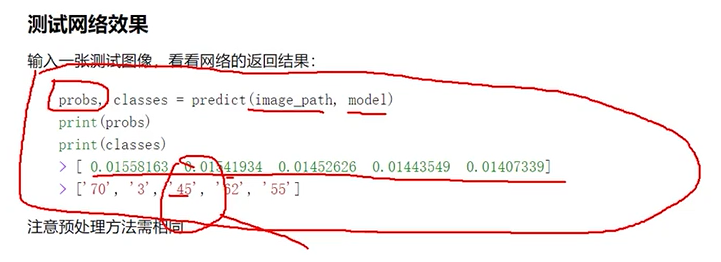 测试网络效果
输入一张测试图像，看看网络的返回结果：
probs, classes = predict(image_path, model)
print(probs)
print(classes)
> [ 0.01558163 0.01541934 0.01452626 0.01443549 0.01407339]
> ['70', '3', '45', '62', '55']
注意预处理方法需相同